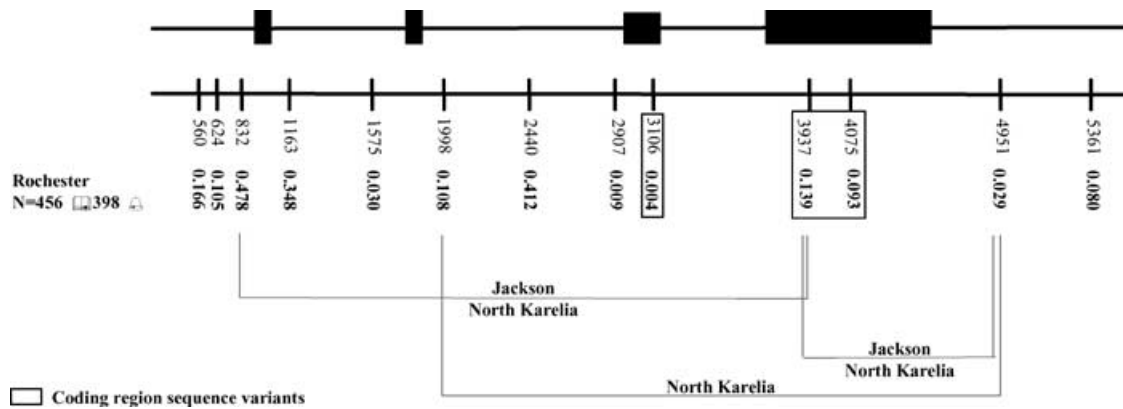 560 624 832 1163 1575 1998 2440 2907 3106 3937 4075 4951 5361
Rochester
N=456 398
0.166 0.105 0.478 0.348 0.030 0.108 0.412 0.009 0.004 0.139 0.093 0.029 0.080
Jackson
North Karelia
Jackson
North Karelia
North Karelia
Coding region sequence variants